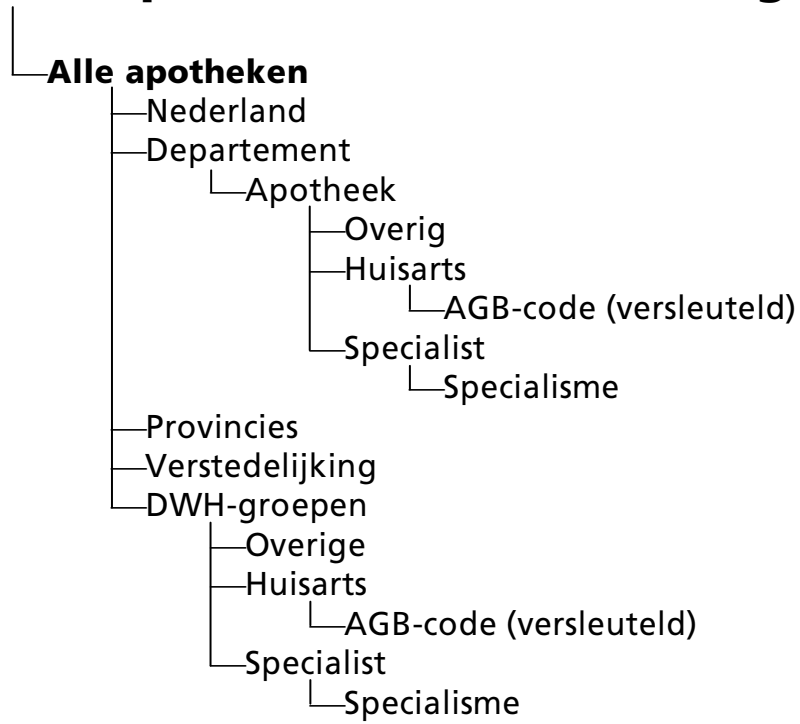 Alle apotheken
Nederland
Departement
Apotheek
Overig
Huisarts
AGB-code (versleuteld)
Specialist
Specialisme
Provincies
Verstedelijking
DWH-groepen
Overige
Huisarts
AGB-code (versleuteld)
Specialist
Specialisme